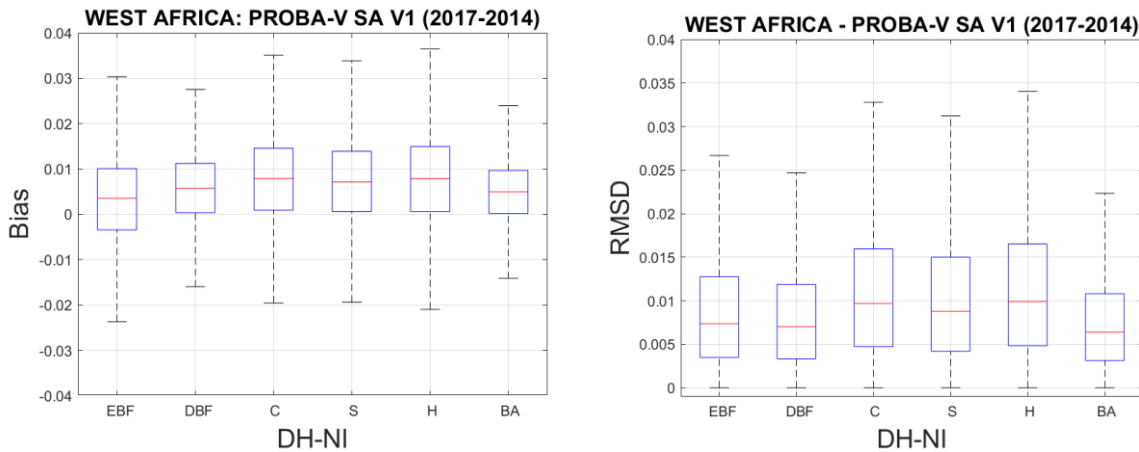 WEST AFRICA: PROBA-V SA V1 (2017-2014)
0.04
0.03
0.02
0.01
0
-0.01
-0.02
-0.03
-0.04
Bias
EBF DBF C S H BA
DH-NI
WEST AFRICA - PROBA-V SA V1 (2017-2014)
0.04
0.035
0.03
0.025
0.02
0.015
0.01
0.005
0
RMSD
EBF DBF C S H BA
DH-NI